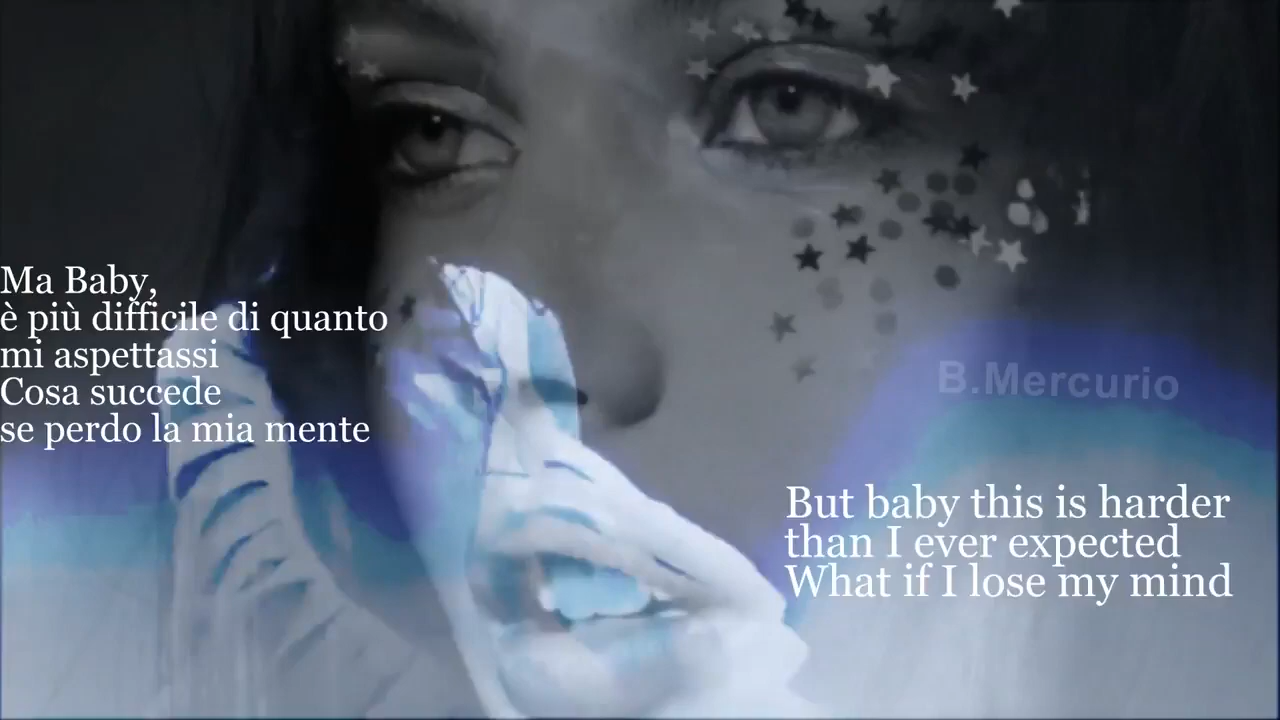 Ma Baby,
è più difficile di quanto
mi aspettassi
Cosa succede
se perdo la mia mente
B.Mercurio
But baby this is harder
than I ever expected
What if I lose my mind